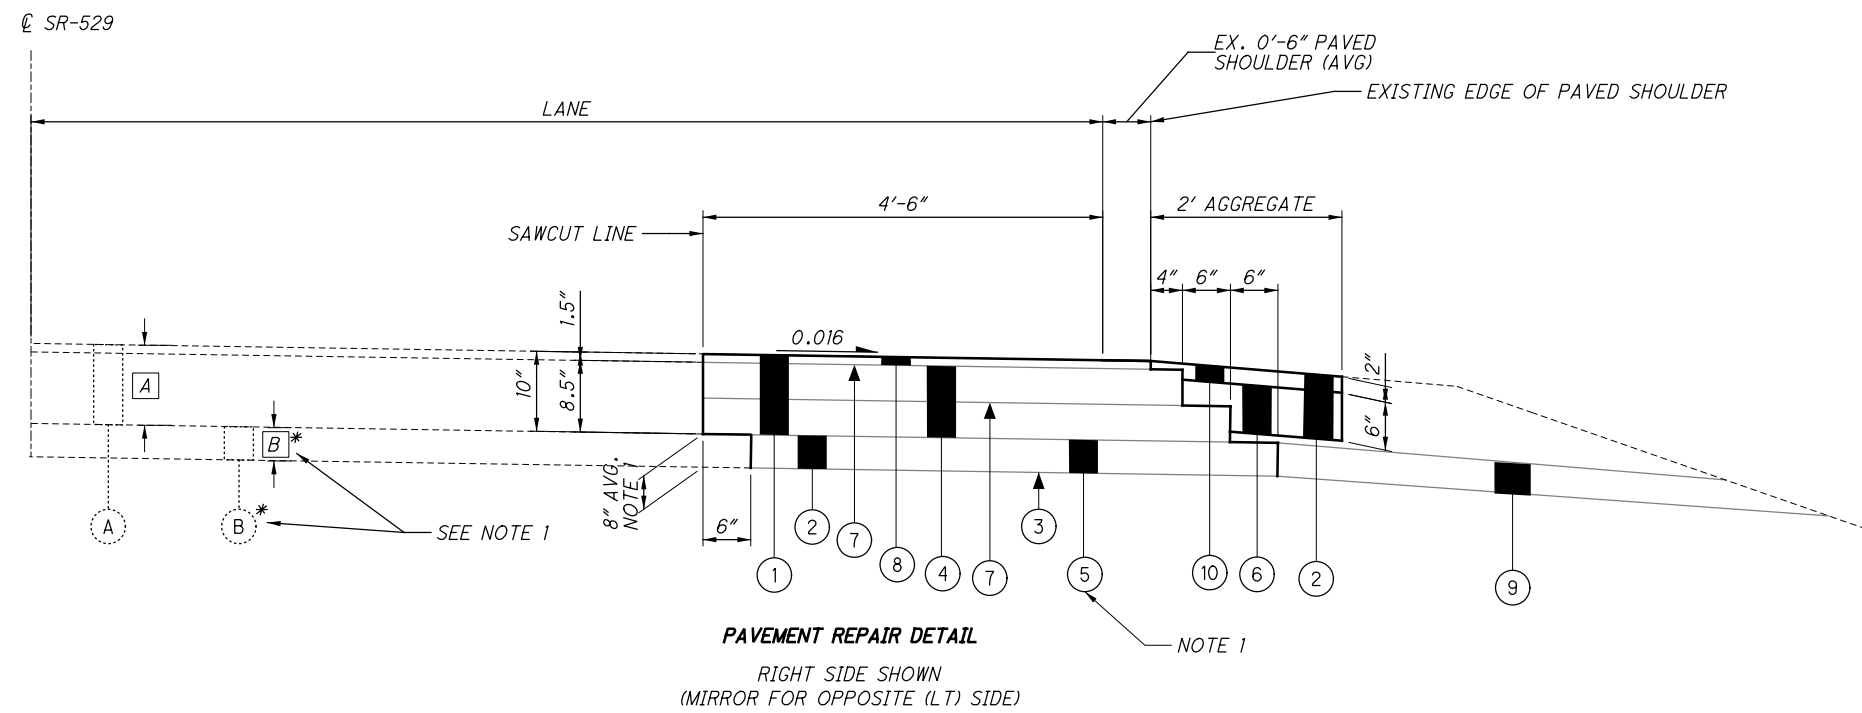 ℄ SR-529
EX. 0'-6" PAVED
SHOULDER (AVG)
EXISTING EDGE OF PAVED SHOULDER
LANE
4'-6"
2' AGGREGATE
SAWCUT LINE
4" 6" 6"
1.5"
0.016
2"
A
10"
8.5"
6"
B*
8" AVG.
NOTE 1
A
B*
SEE NOTE 1
6"
2
7
3
8
1
4
7
5
10
6
2
9
PAVEMENT REPAIR DETAIL
NOTE 1
RIGHT SIDE SHOWN
(MIRROR FOR OPPOSITE (LT) SIDE)